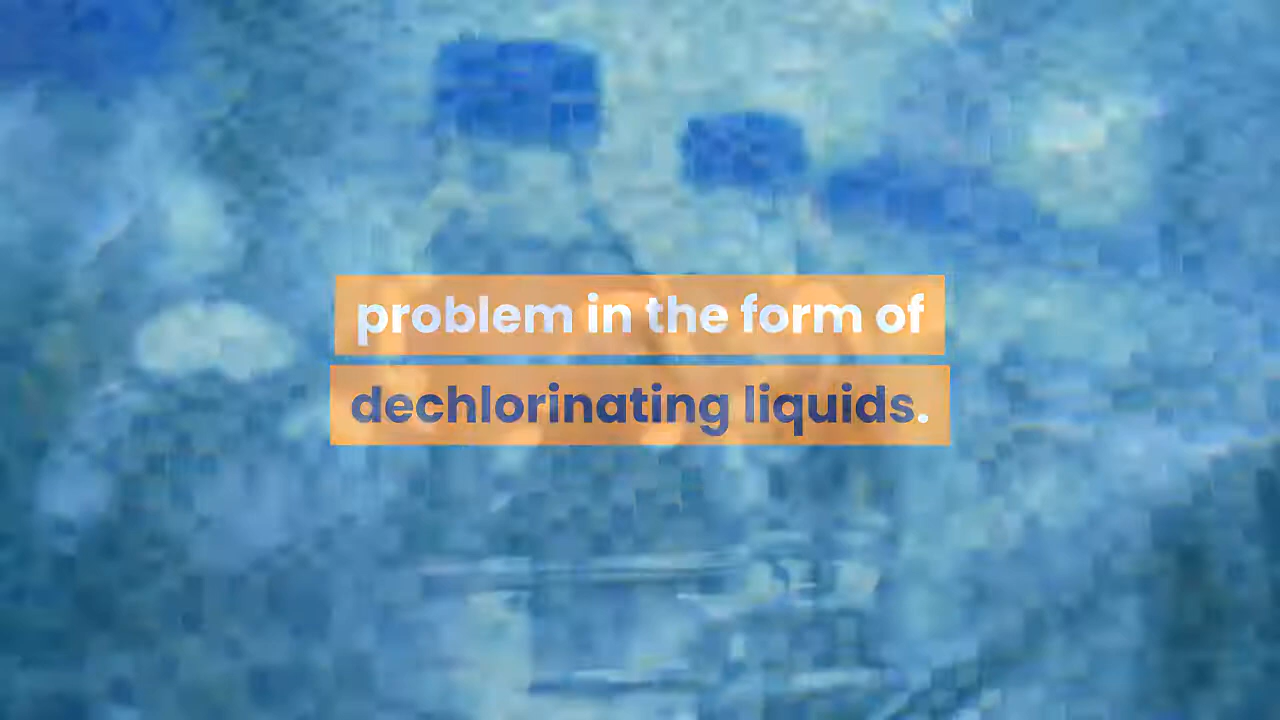 problem in the form of
dechlorinating liquids.